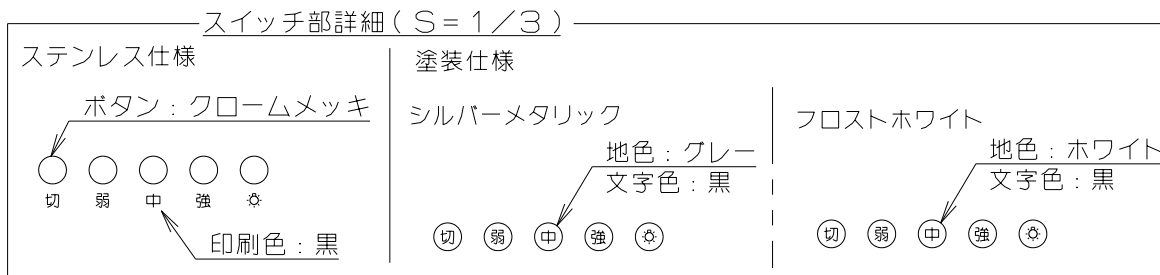 スイッチ部詳細(S=1/3)
ステンレス仕様
ボタン:クロームメッキ
切 弱 中 強
印刷色:黒
塗装仕様
シルバーメタリック
地色:グレー
文字色:黒
切 弱 中 強
フロストホワイト
地色:ホワイト
文字色:黒
切 弱 中 強